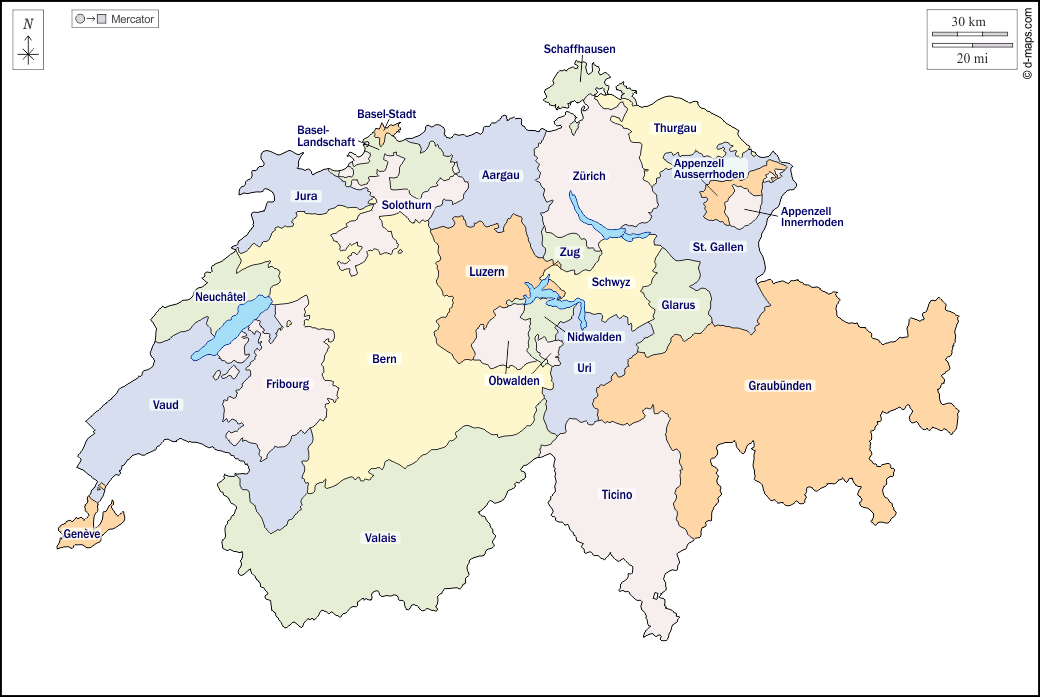 N
Mercator
30 km
20 mi
© d-maps.com
Schaffhausen
Basel-Stadt
Basel-
Landschaft
Thurgau
Appenzell
Ausserrhoden
Aargau
Zürich
Jura
Solothurn
Appenzell
Innerrhoden
St. Gallen
Zug
Luzern
Schwyz
Neuchâtel
Glarus
Nidwalden
Bern
Uri
Obwalden
Fribourg
Graubünden
Vaud
Ticino
Genève
Valais